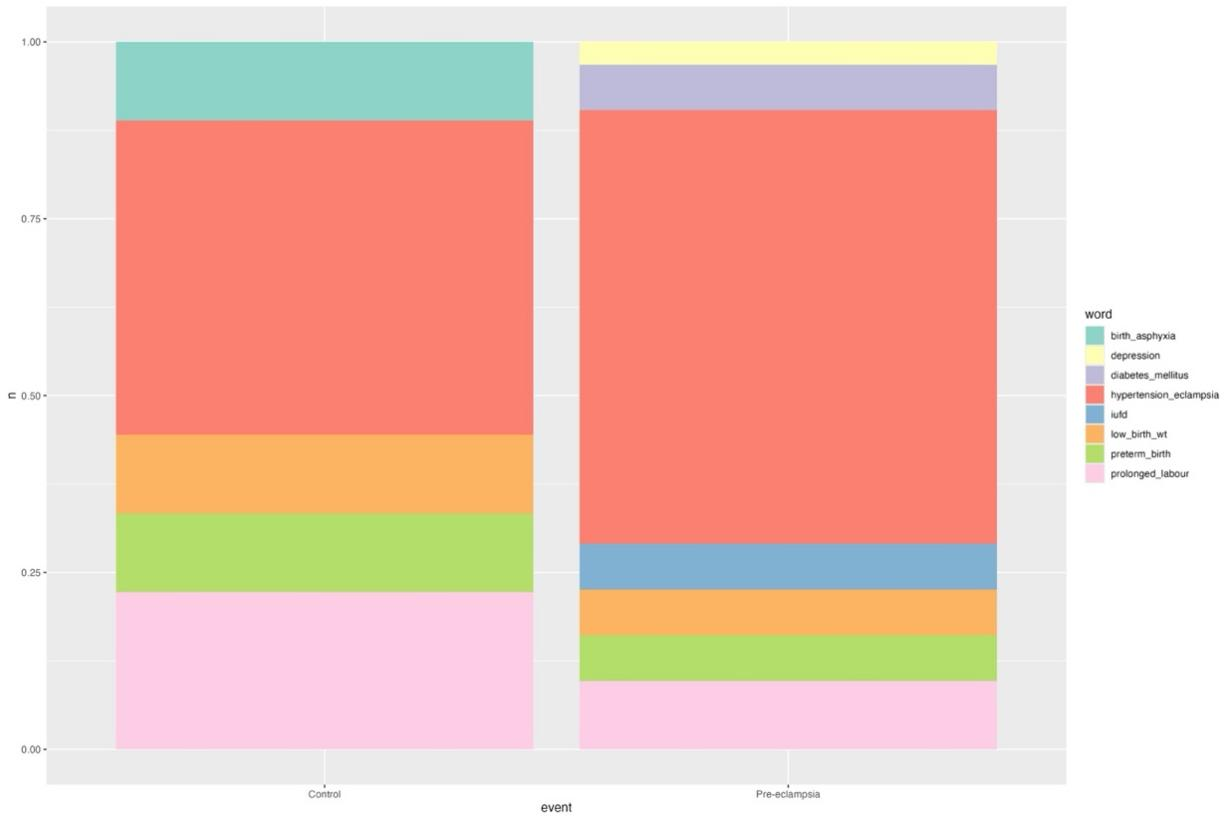 1.00
0.75
0.50
0.25
0.00
n
Control
Pre-eclampsia
event
word
birth_asphyxia
depression
diabetes_mellitus
hypertension_eclampsia
iufd
low_birth_wt
preterm_birth
prolonged_labour